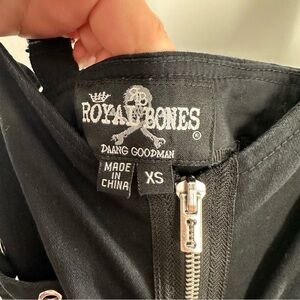 ROYAL BONES
®
DAANG GOODMAN
MADE
IN
CHINA
XS